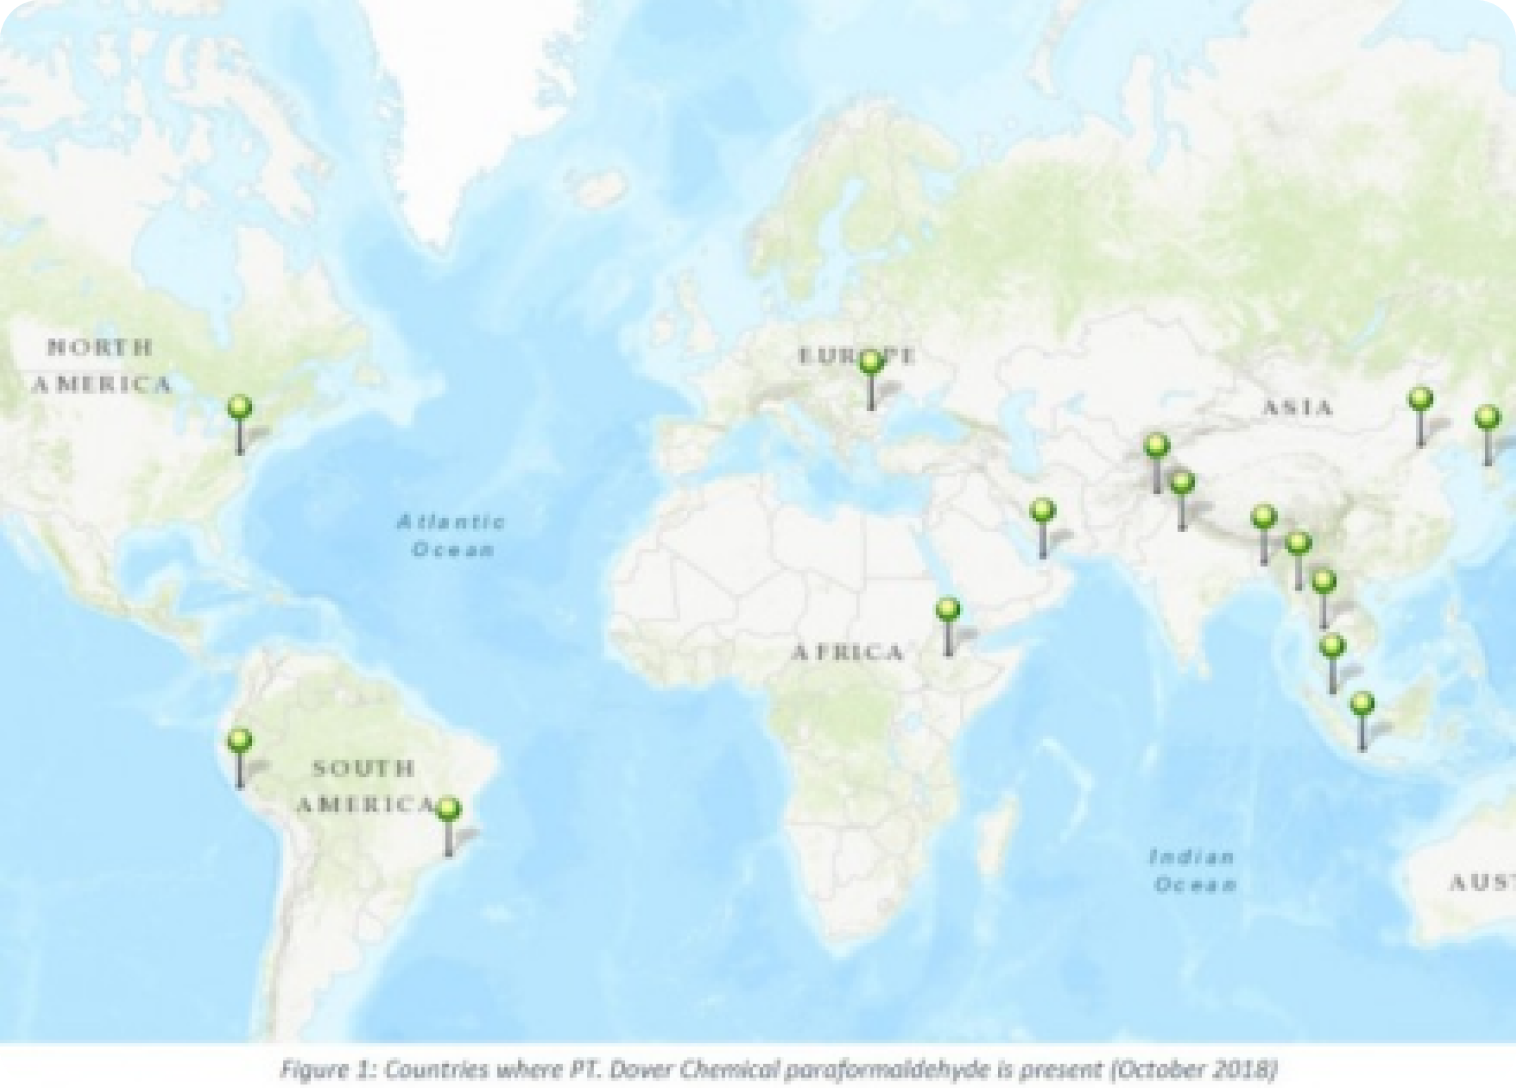 NORTH
AMERICA
EUROPE
ASIA
Atlantic
Ocean
AFRICA
SOUTH
AMERICA
Indian
Ocean
AUST
Figure 1: Countries where PT. Dover Chemical paraformaldehyde is present (October 2018)